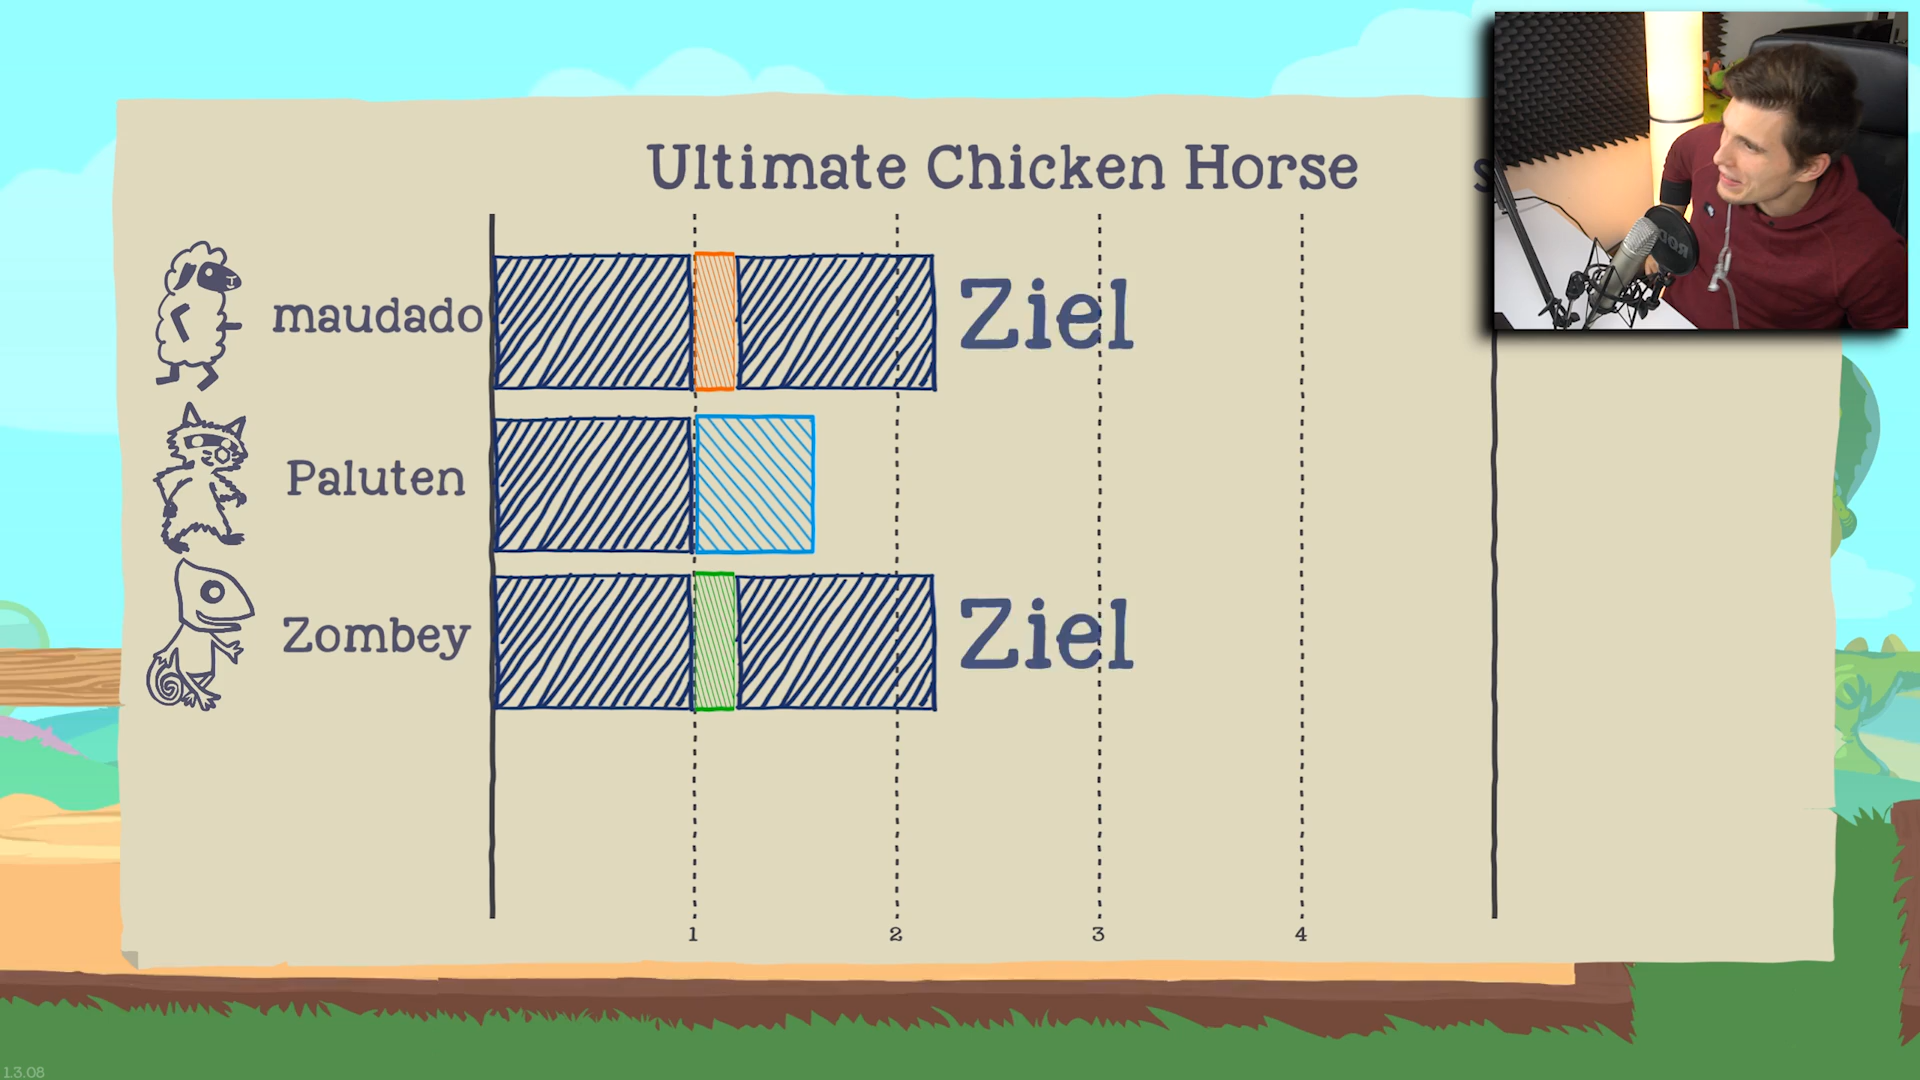 Ultimate Chicken Horse
maudado
Ziel
Paluten
Zombey
Ziel
1 2 3 4
1.3.08